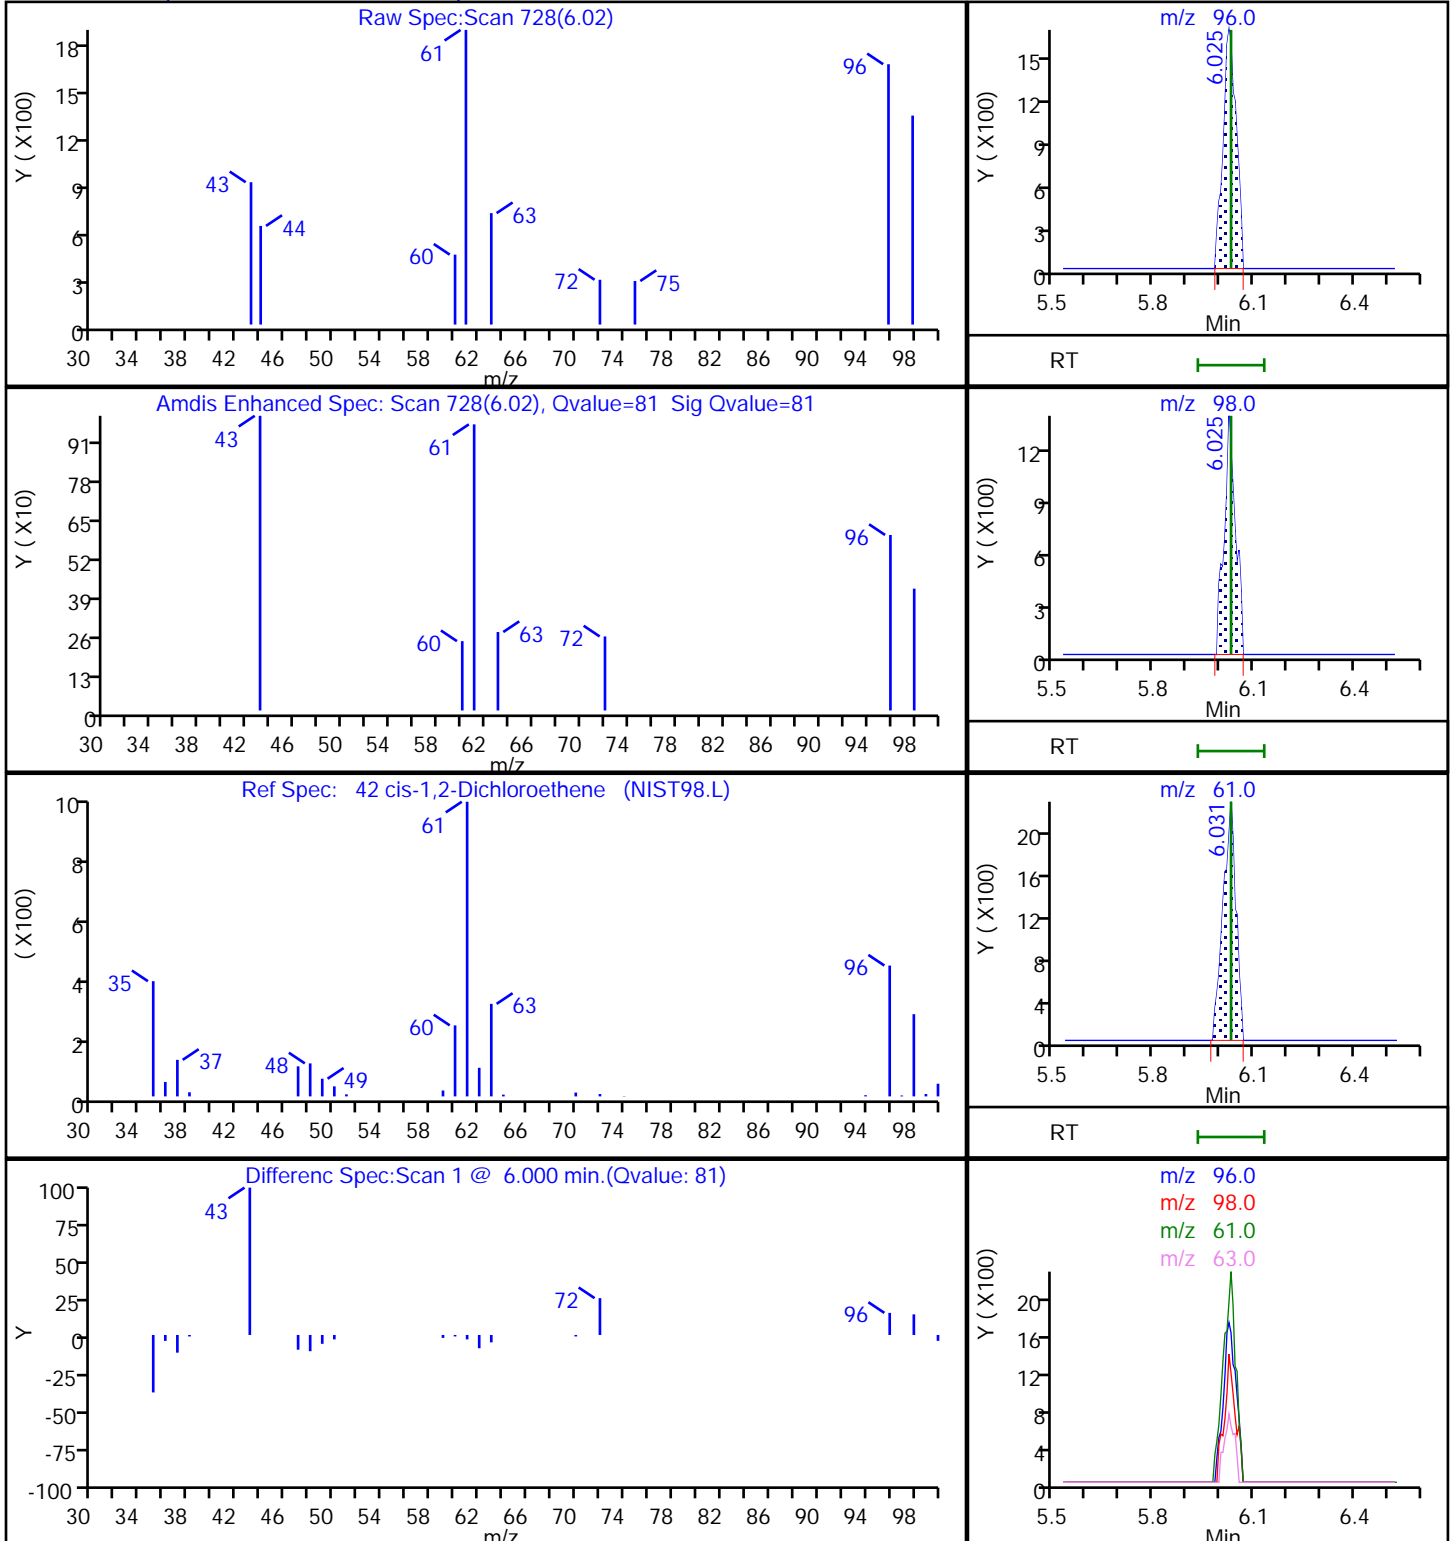 Raw Spec:Scan 728(6.02)
Y ( X100)
18
15
12
9
6
3
0
61
96
43
44
63
60
72
75
30 34 38 42 46 50 54 58 62 66 70 74 78 82 86 90 94 98
m/z
m/z 96.0
6.025
Y ( X100)
15
12
9
6
3
0
5.5 5.8 6.1 6.4
Min
RT
Amdis Enhanced Spec: Scan 728(6.02), Qvalue=81 Sig Qvalue=81
Y ( X10)
91
78
65
52
39
26
13
0
43
61
96
60
63
72
30 34 38 42 46 50 54 58 62 66 70 74 78 82 86 90 94 98
m/z
m/z 98.0
6.025
Y ( X100)
12
9
6
3
0
5.5 5.8 6.1 6.4
Min
RT
Ref Spec: 42 cis-1,2-Dichloroethene (NIST98.L)
( X100)
10
8
6
4
2
0
61
35
96
63
60
37
48
49
30 34 38 42 46 50 54 58 62 66 70 74 78 82 86 90 94 98
m/z 61.0
6.031
Y ( X100)
20
16
12
8
4
0
5.5 5.8 6.1 6.4
Min
RT
Differenc Spec:Scan 1 @ 6.000 min.(Qvalue: 81)
Y
100
75
50
25
0
-25
-50
-75
-100
43
72
96
30 34 38 42 46 50 54 58 62 66 70 74 78 82 86 90 94 98
m/z
m/z 96.0
m/z 98.0
m/z 61.0
m/z 63.0
Y ( X100)
20
16
12
8
4
0
5.5 5.8 6.1 6.4
Min